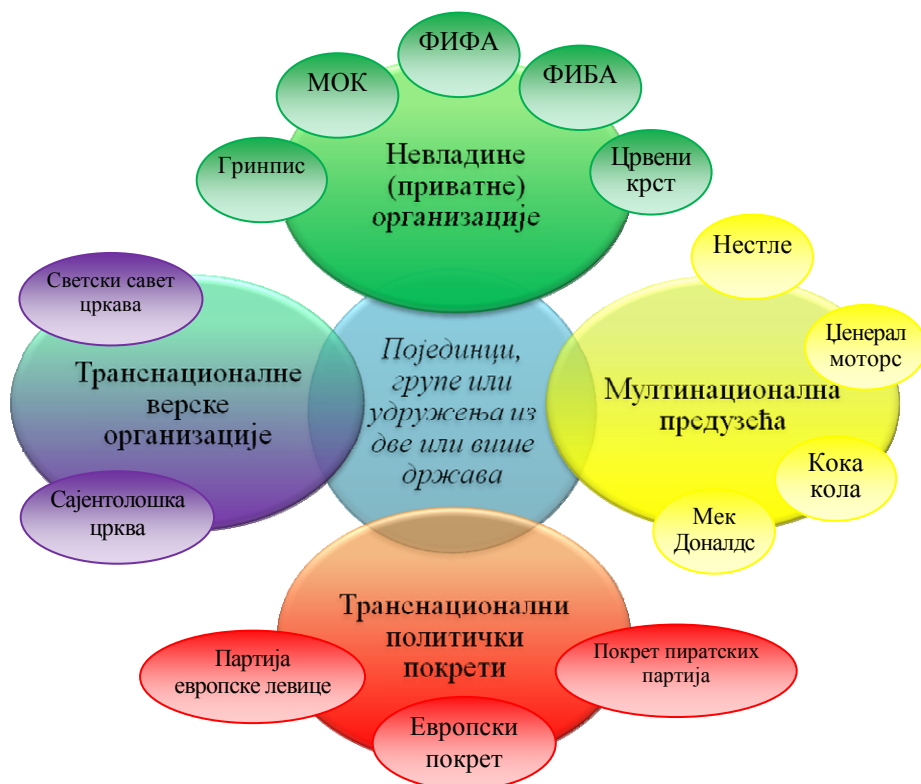 ФИФА
МОК
ФИБА
Гринпис
Црвени
крст
Невладине
(приватне)
организације
Нестле
Светски савет
цркава
Џенерал
моторс
Транснационалне
верске
организације
Појединци,
групе или
удружења из
две или више
држава
Мултинационална
предузећа
Кока
кола
Сајентолошка
црква
Мек
Доналдс
Транснационални
политички
покрети
Партија
европске левице
Покрет пиратских
партија
Европски
покрет